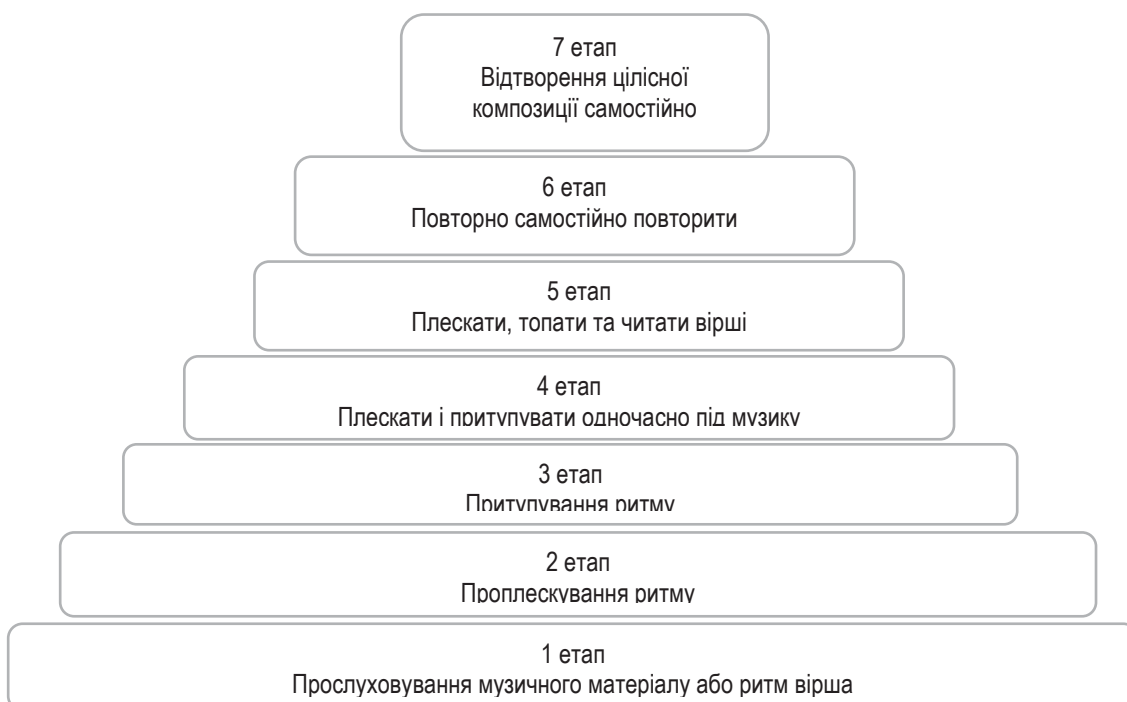 7 етап
Відтворення цілісної
композиції самостійно
6 етап
Повторно самостійно повторити
5 етап
Плескати, топати та читати вірші
4 етап
Плескати і притупувати одночасно під музику
3 етап
Притупування ритму
2 етап
Проплескування ритму
1 етап
Прослуховування музичного матеріалу або ритм вірша